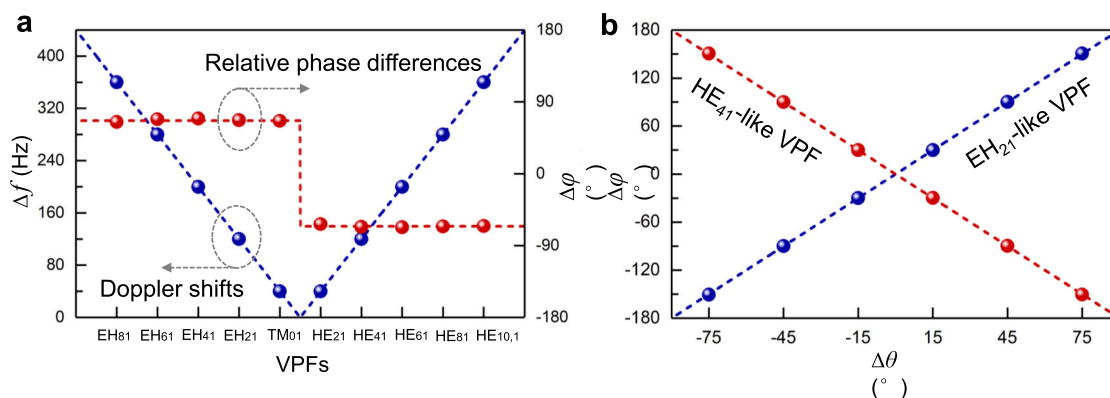 a
b
400
320
240
160
80
0
Δf (Hz)
180
90
0
-90
-180
Δφ
(°)
Relative phase differences
Doppler shifts
EH81 EH61 EH41 EH21 TM01 HE21 HE41 HE61 HE81 HE10,1
VPFs
180
120
60
0
-60
-120
-180
Δφ
(°)
HE41-like VPF
EH21-like VPF
-75 -45 -15 15 45 75
Δθ
(°)